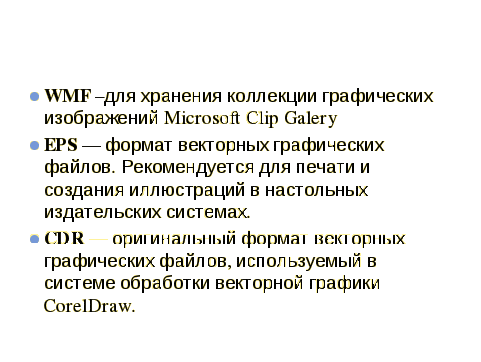 WMF –для хранения коллекции графических
изображений Microsoft Clip Galery
EPS — формат векторных графических
файлов. Рекомендуется для печати и
создания иллюстраций в настольных
издательских системах.
CDR — оригинальный формат векторных
графических файлов, используемый в
системе обработки векторной графики
CorelDraw.